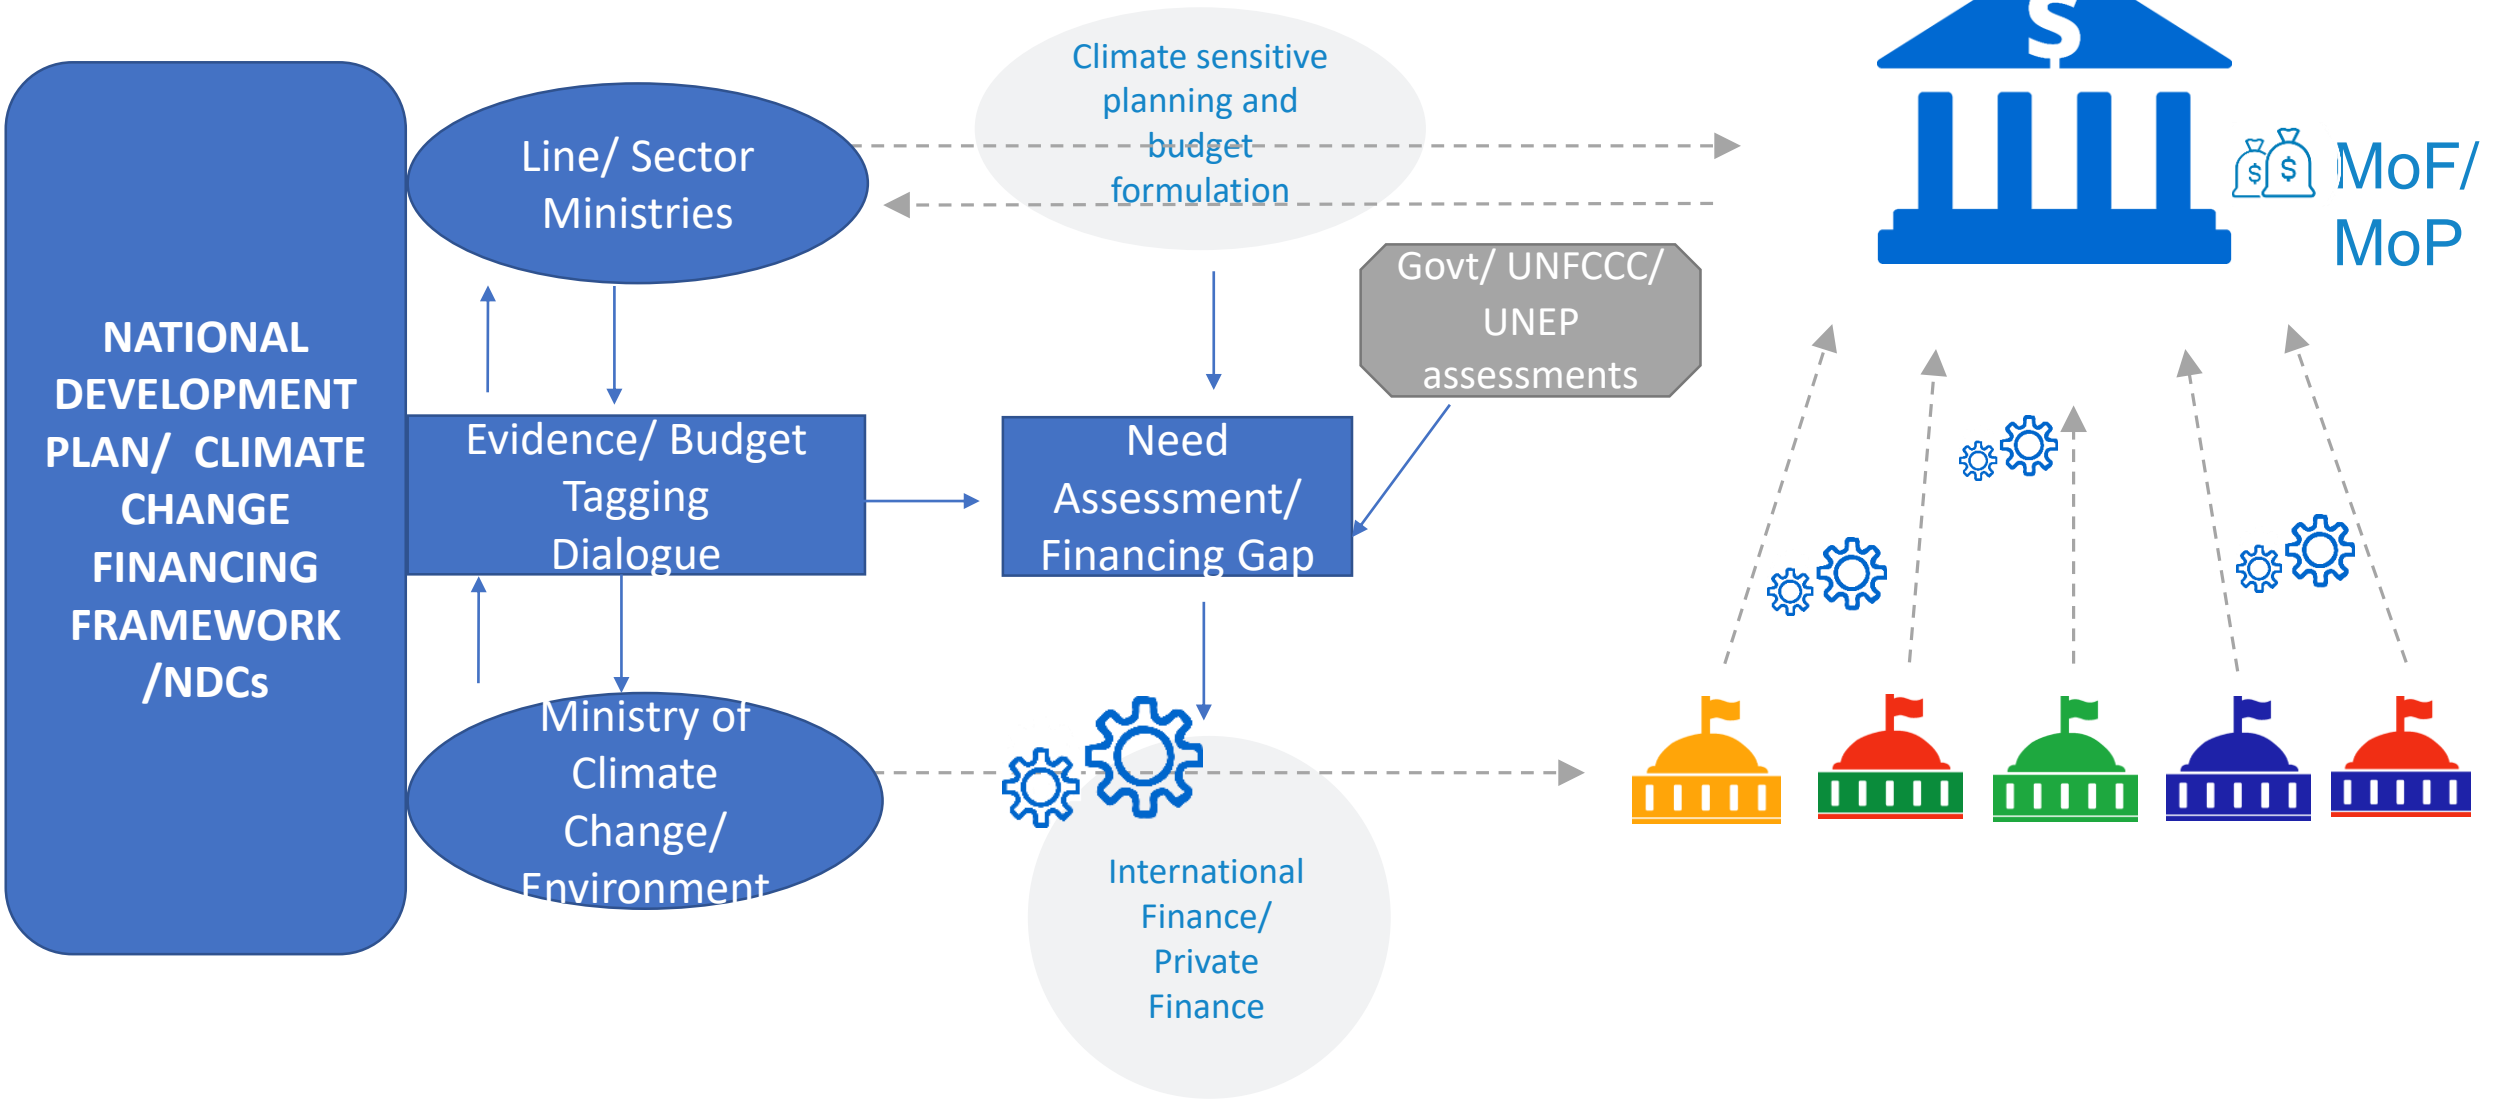 NATIONAL
DEVELOPMENT
PLAN/ CLIMATE
CHANGE
FINANCING
FRAMEWORK
/NDCs
Line/ Sector
Ministries
Evidence/ Budget
Tagging
Dialogue
Ministry of
Climate
Change/
Environment
Climate sensitive
planning and
budget
formulation
Need
Assessment/
Financing Gap
Govt/ UNFCCC/
UNEP
assessments
International
Finance/
Private
Finance
$
$ $
MoF/
MoP